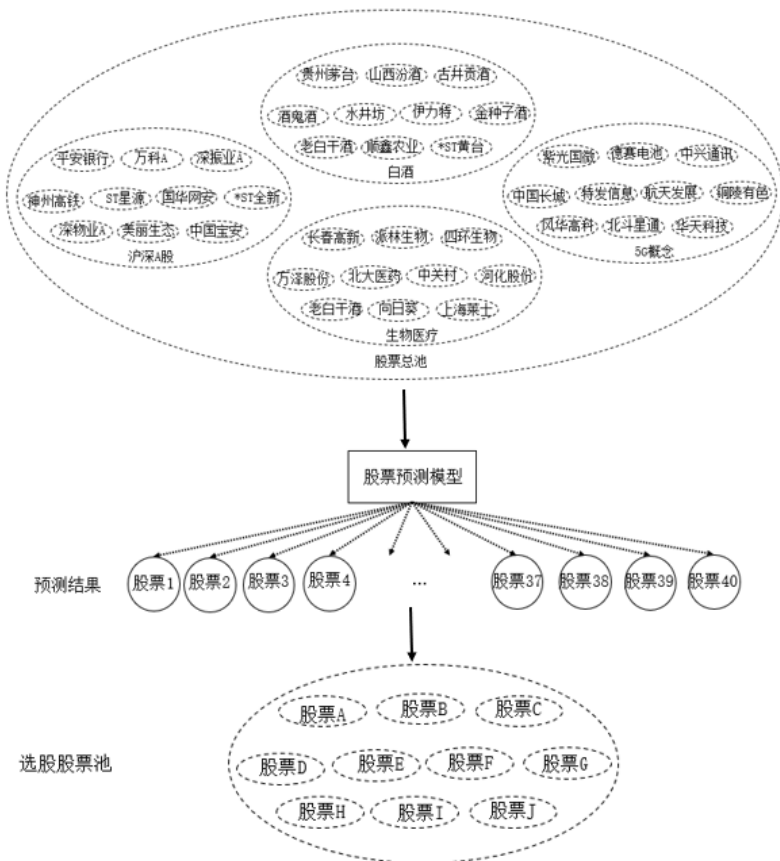 贵州茅台 山西汾酒 古井贡酒
酒鬼酒 水井坊 伊力特 金种子酒
老白干酒 顺鑫农业 *ST黄台
白酒
平安银行 万科A 深振业A
神州高铁 ST星源 国华网安 *ST全新
深物业A 美丽生态 中国宝安
沪深A股
紫光国微 德赛电池 中兴通讯
中国长城 特发信息 航天发展 铜陵有色
风华高科 北斗星通 华天科技
5G概念
长春高新 派林生物 四环生物
万泽股份 北大医药 中关村 河化股份
老白干酒 向日葵 上海莱士
生物医疗
股票总池
股票预测模型
预测结果 股票1 股票2 股票3 股票4 ... 股票37 股票38 股票39 股票40
股票A 股票B 股票C
选股股票池 股票D 股票E 股票F 股票G
股票H 股票I 股票J